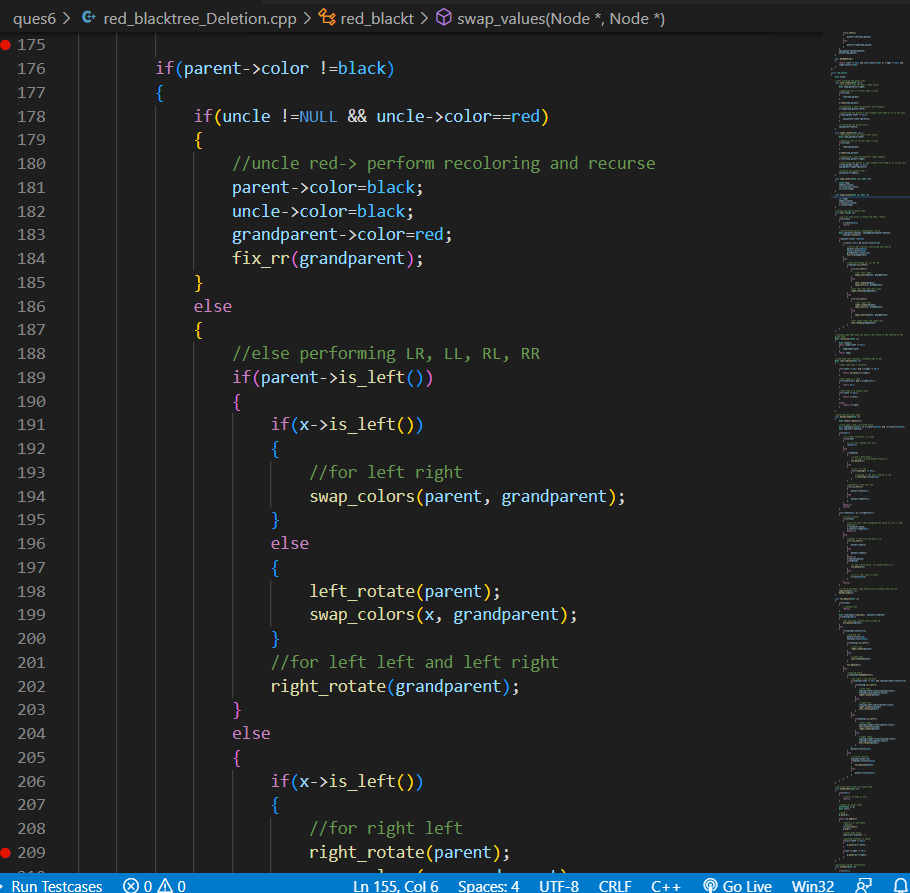 ques6 > red_blacktree_Deletion.cpp > red_blackt > swap_values(Node *, Node *)
175
176 if(parent->color !=black)
177 {
178 if(uncle !=NULL && uncle->color==red)
179 {
180 //uncle red-> perform recoloring and recurse
181 parent->color=black;
182 uncle->color=black;
183 grandparent->color=red;
184 fix_rr(grandparent);
185 }
186 else
187 {
188 //else performing LR, LL, RL, RR
189 if(parent->is_left())
190 {
191 if(x->is_left())
192 {
193 //for left right
194 swap_colors(parent, grandparent);
195 }
196 else
197 {
198 left_rotate(parent);
199 swap_colors(x, grandparent);
200 }
201 //for left left and left right
202 right_rotate(grandparent);
203 }
204 else
205 {
206 if(x->is_left())
207 {
208 //for right left
209 right_rotate(parent);
Run Testcases 0 0 Ln 155, Col 6 Spaces: 4 UTF-8 CRLF C++ Go Live Win32